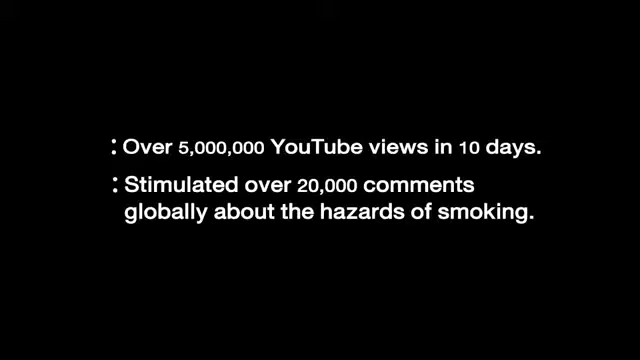 : Over 5,000,000 YouTube views in 10 days.
: Stimulated over 20,000 comments
globally about the hazards of smoking.